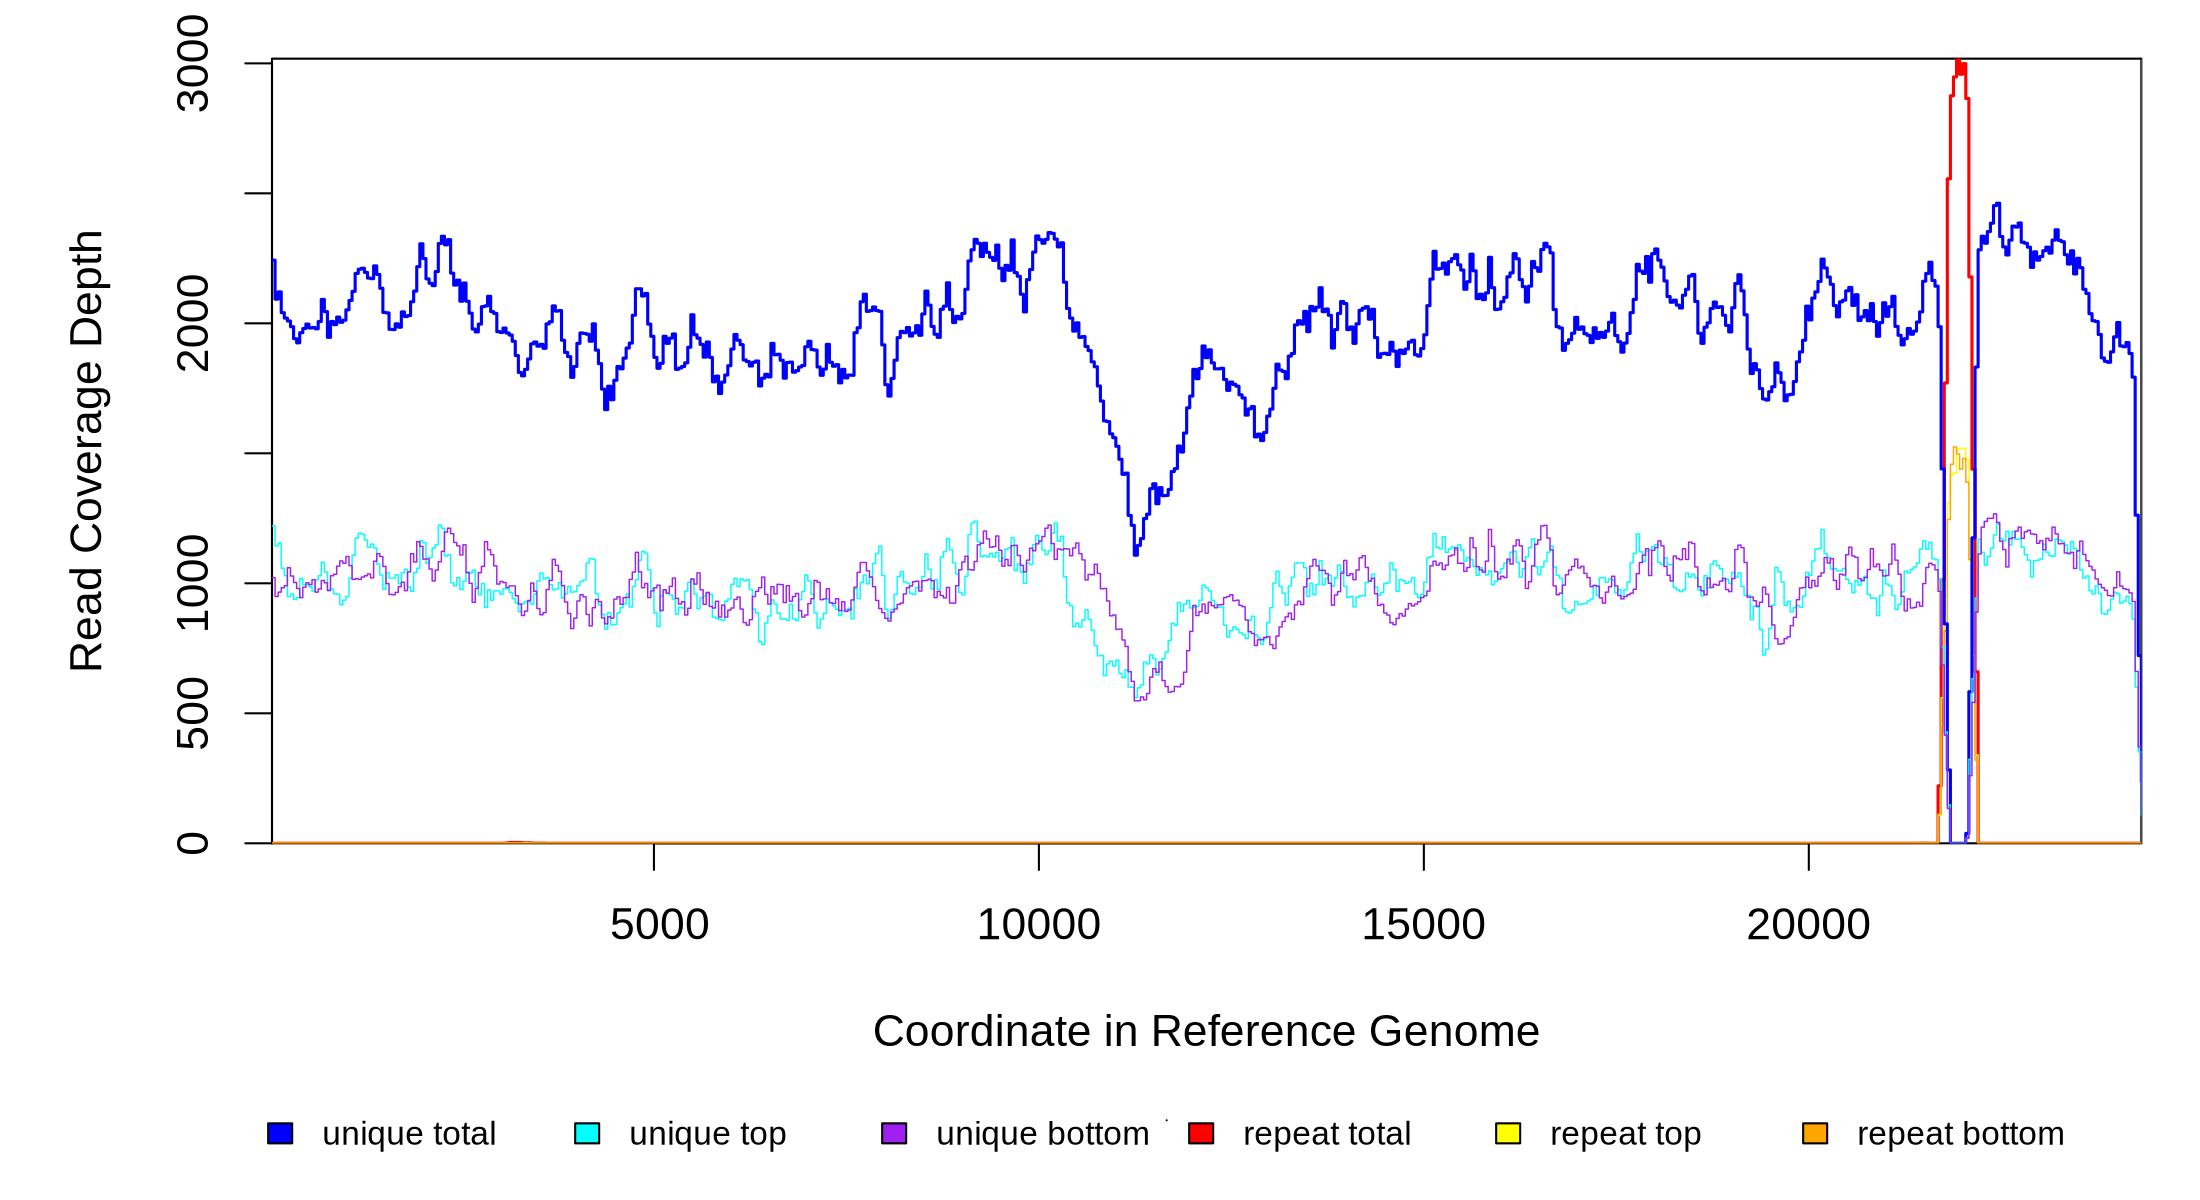 3000
2000
1000
500
0
Read Coverage Depth
5000 10000 15000 20000
Coordinate in Reference Genome
unique total unique top unique bottom repeat total repeat top repeat bottom